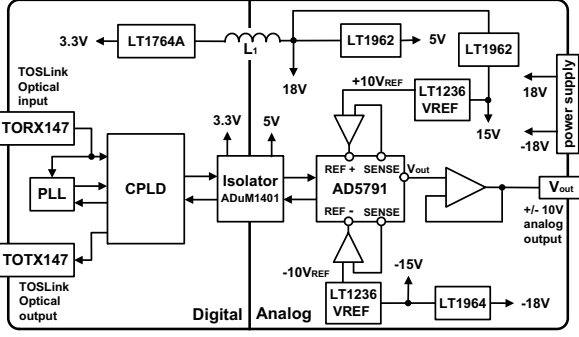 3.3V
LT1764A
L1
LT1962
5V
LT1962
18V
+10VREF
LT1236
VREF
15V
18V
-18V
power supply
TOSLink
Optical
input
TORX147
PLL
CPLD
3.3V
5V
Isolator
ADuM1401
REF + SENSE
AD5791
REF - SENSE
Vout
Vout
+/- 10V
analog
output
TOTX147
TOSLink
Optical
output
-10VREF
LT1236
VREF
-15V
LT1964
-18V
Digital
Analog